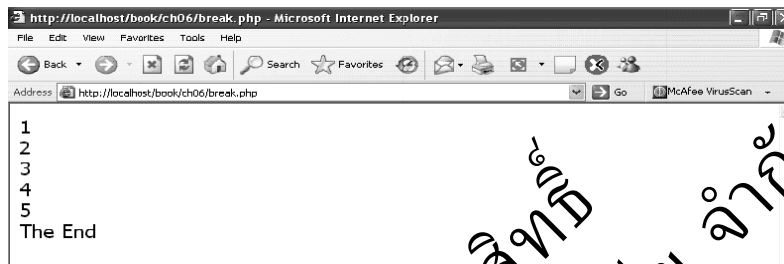 http://localhost/book/ch06/break.php - Microsoft Internet Explorer
File Edit View Favorites Tools Help
Back Search Favorites
Address http://localhost/book/ch06/break.php Go McAfee VirusScan
1
2
3
4
5
The End